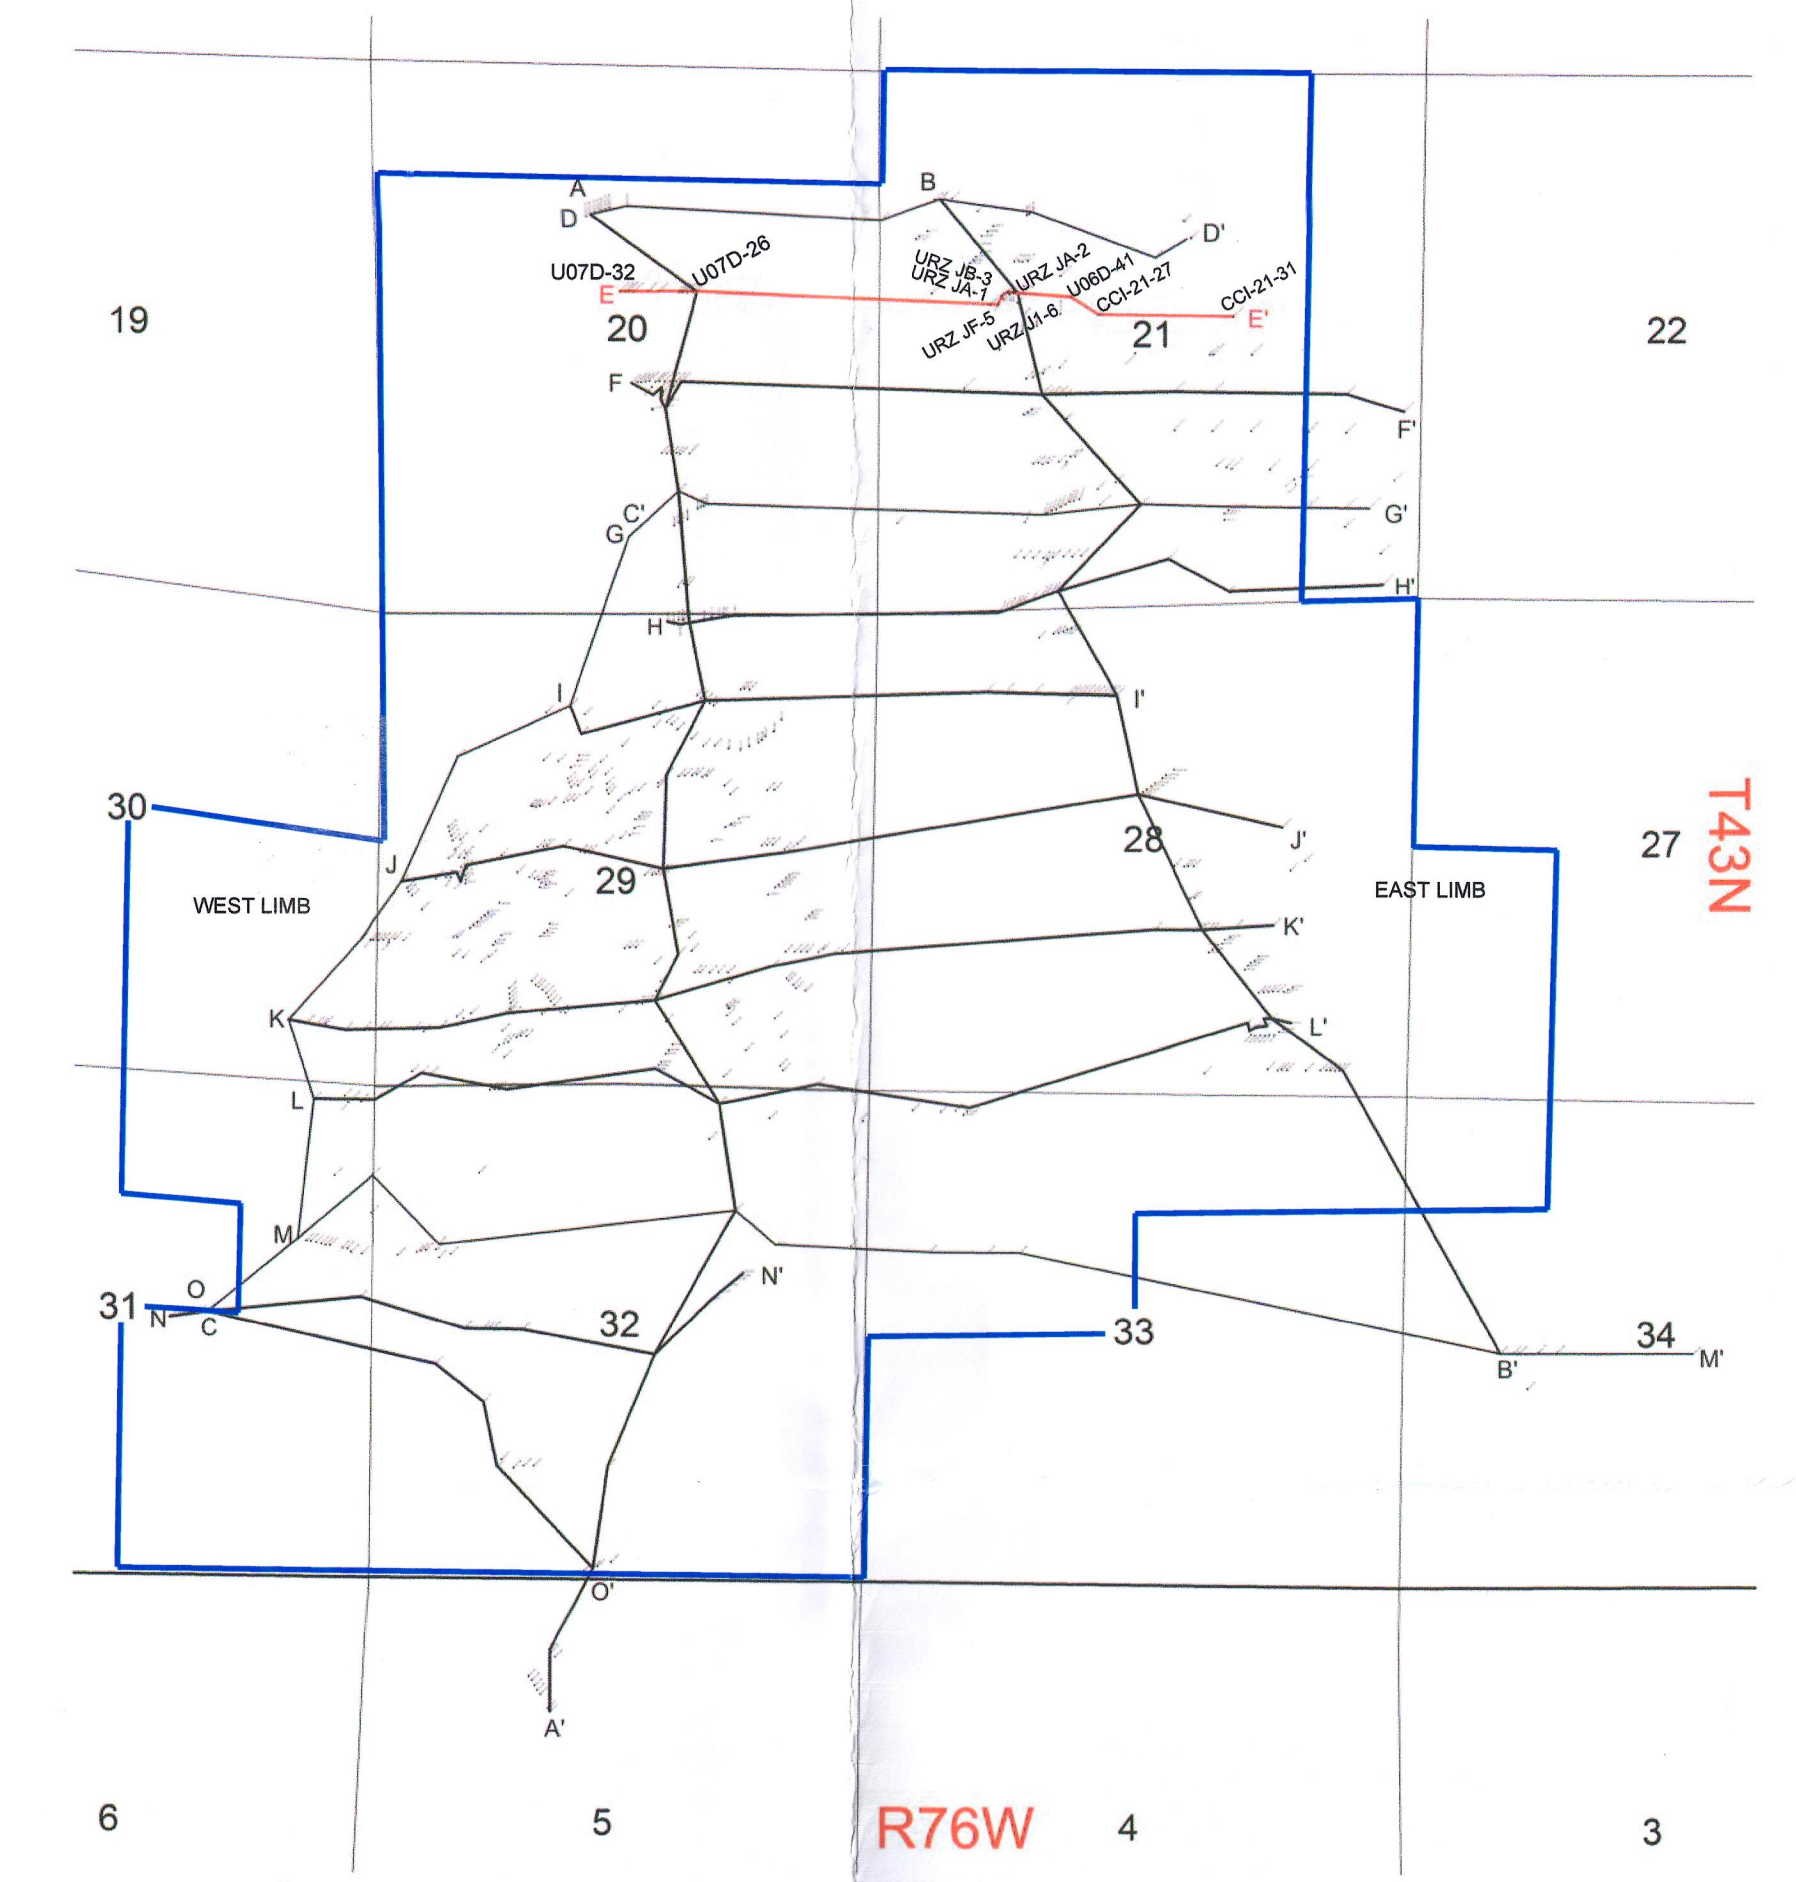 A
B
D
D'
U07D-32
U07D-26
URZ JB-3
URZ JA-1
URZ JA-2
U06D-41
CCI-21-27
CCI-21-31
E
E'
URZ JF-5
URZ J1-6
19
20
21
22
F
F'
C'
G
G'
H
H'
I
I'
30
J
J'
29
28
27
T43N
WEST LIMB
EAST LIMB
K
K'
L
L'
M
O
N
C
N'
31
32
33
34
B'
M'
O'
A'
6
5
R76W
4
3